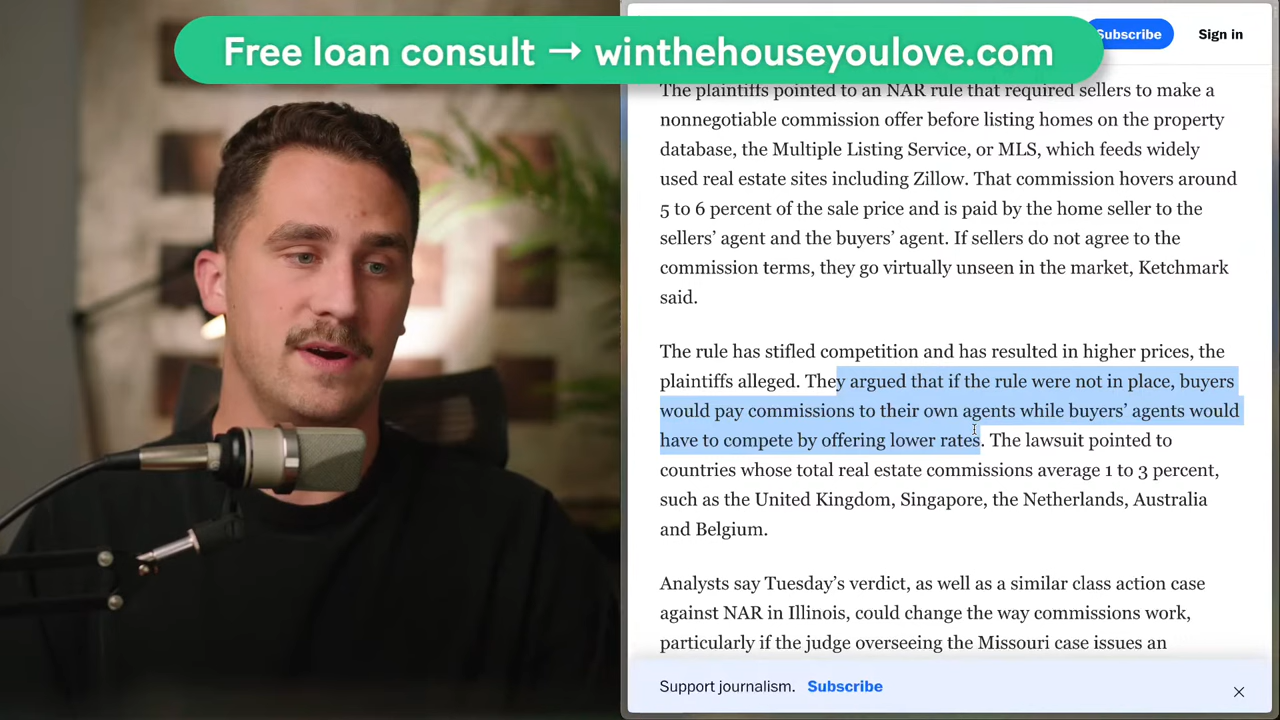 Free loan consult → winthehouseyoulove.com
Subscribe
Sign in
The plaintiffs pointed to an NAR rule that required sellers to make a
nonnegotiable commission offer before listing homes on the property
database, the Multiple Listing Service, or MLS, which feeds widely
used real estate sites including Zillow. That commission hovers around
5 to 6 percent of the sale price and is paid by the home seller to the
sellers’ agent and the buyers’ agent. If sellers do not agree to the
commission terms, they go virtually unseen in the market, Ketchmark
said.
The rule has stifled competition and has resulted in higher prices, the
plaintiffs alleged. They argued that if the rule were not in place, buyers
would pay commissions to their own agents while buyers’ agents would
have to compete by offering lower rates. The lawsuit pointed to
countries whose total real estate commissions average 1 to 3 percent,
such as the United Kingdom, Singapore, the Netherlands, Australia
and Belgium.
Analysts say Tuesday’s verdict, as well as a similar class action case
against NAR in Illinois, could change the way commissions work,
particularly if the judge overseeing the Missouri case issues an
Support journalism. Subscribe